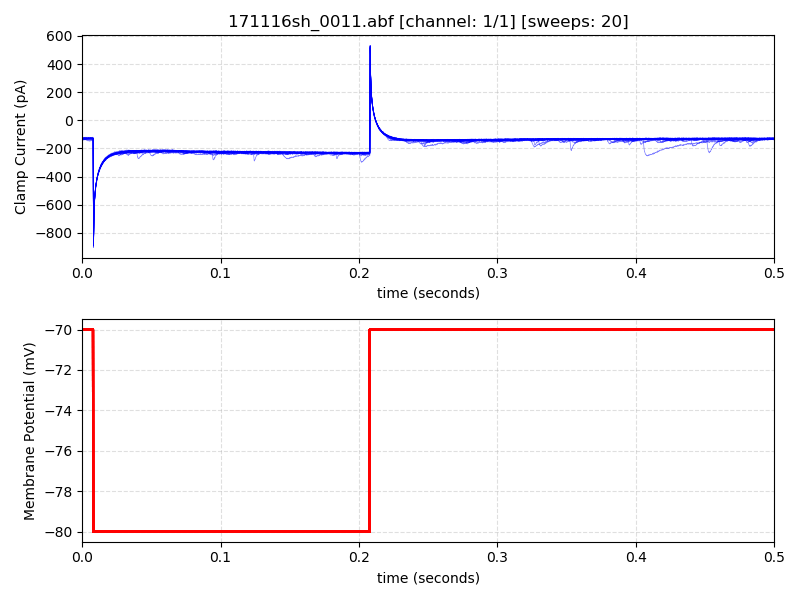 171116sh_0011.abf [channel: 1/1] [sweeps: 20]
600
400
200
0
−200
−400
−600
−800
Clamp Current (pA)
0.0 0.1 0.2 0.3 0.4 0.5
time (seconds)
−70
−72
−74
−76
−78
−80
Membrane Potential (mV)
0.0 0.1 0.2 0.3 0.4 0.5
time (seconds)